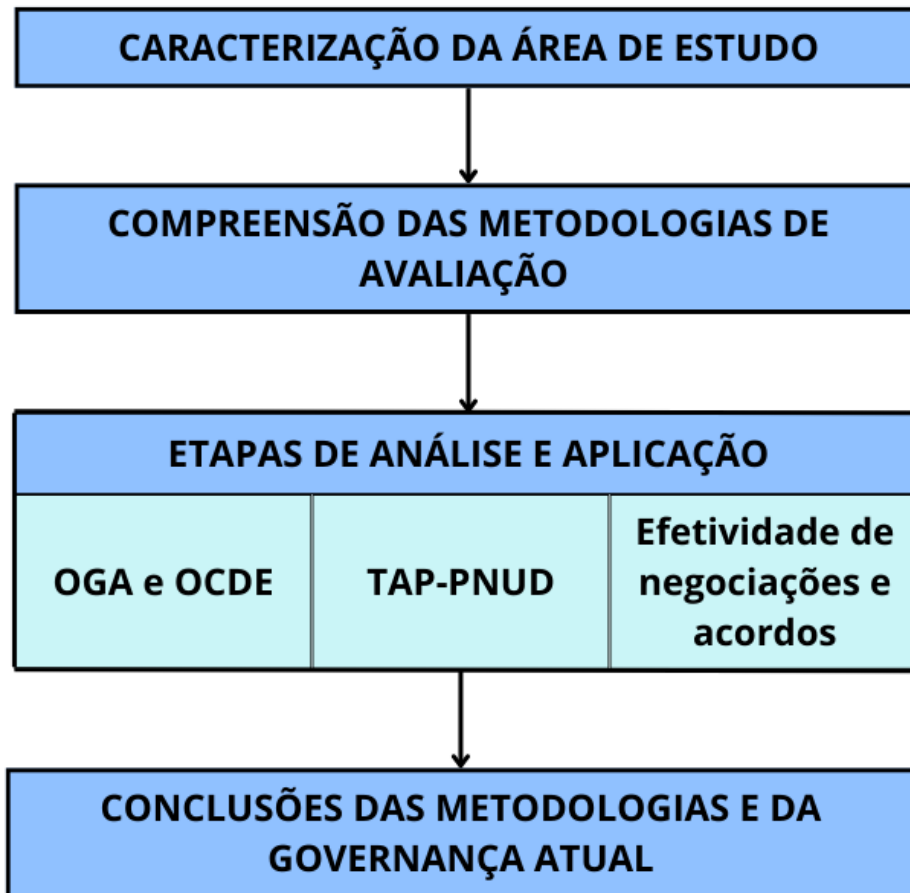 CARACTERIZAÇÃO DA ÁREA DE ESTUDO
COMPREENSÃO DAS METODOLOGIAS DE
AVALIAÇÃO
ETAPAS DE ANÁLISE E APLICAÇÃO
OGA e OCDE
TAP-PNUD
Efetividade de
negociações e
acordos
CONCLUSÕES DAS METODOLOGIAS E DA
GOVERNANÇA ATUAL